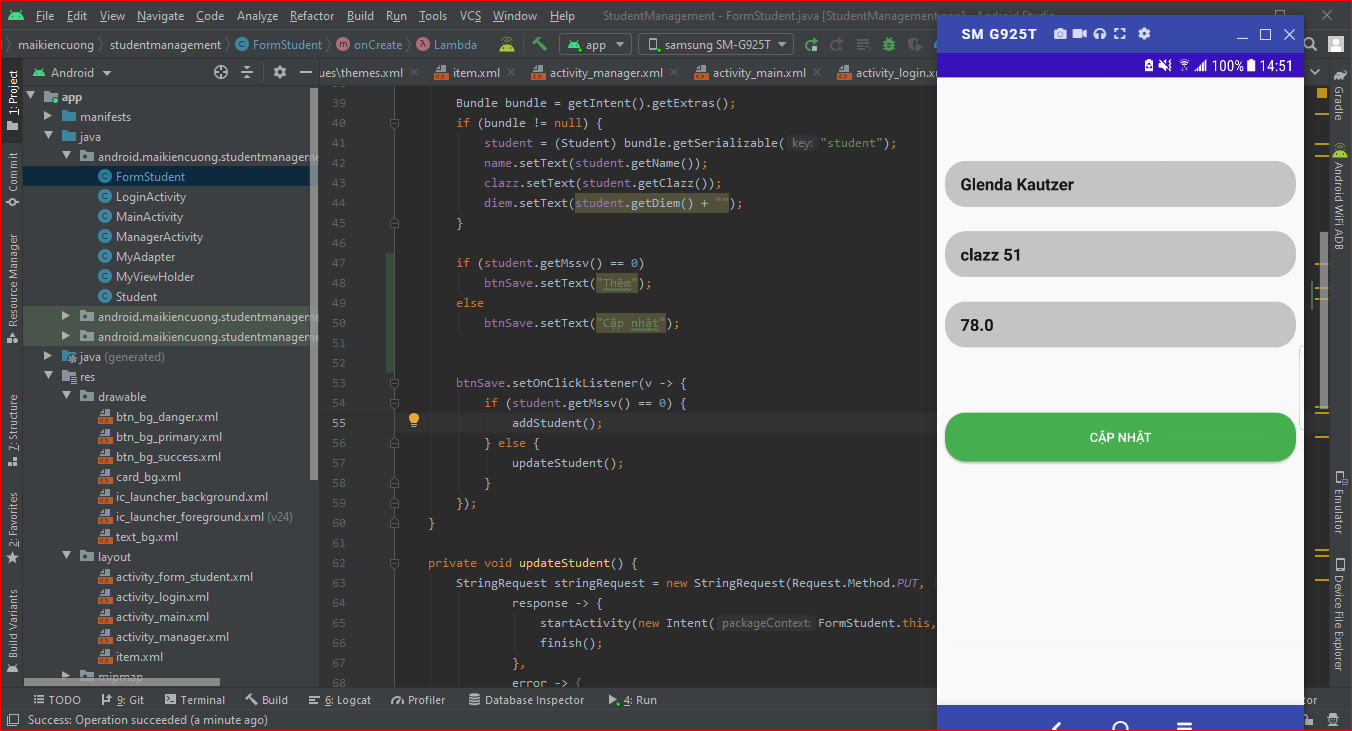 File Edit View Navigate Code Analyze Refactor Build Run Tools VCS Window Help StudentManagement - FormStudent.java [StudentManagement.app] - Android Studio
maikiencuong studentmanagement FormStudent onCreate Lambda app samsung SM-G925T
Android
ues\themes.xml item.xml activity_manager.xml activity_main.xml activity_login.x
1: Project
Commit
Resource Manager
7: Structure
2: Favorites
Build Variants
app
manifests
java
android.maikiencuong.studentmanageme
FormStudent
LoginActivity
MainActivity
ManagerActivity
MyAdapter
MyViewHolder
Student
android.maikiencuong.studentmanageme
android.maikiencuong.studentmanageme
java (generated)
res
drawable
btn_bg_danger.xml
btn_bg_primary.xml
btn_bg_success.xml
card_bg.xml
ic_launcher_background.xml
ic_launcher_foreground.xml (v24)
text_bg.xml
layout
activity_form_student.xml
activity_login.xml
activity_main.xml
activity_manager.xml
item.xml
mipmap
39 Bundle bundle = getIntent().getExtras();
40 if (bundle != null) {
41 student = (Student) bundle.getSerializable( key: "student");
42 name.setText(student.getName());
43 clazz.setText(student.getClazz());
44 diem.setText(student.getDiem() + "");
45 }
46
47 if (student.getMssv() == 0)
48 btnSave.setText("Thêm");
49 else
50 btnSave.setText("Cập nhật");
51
52
53 btnSave.setOnClickListener(v -> {
54 if (student.getMssv() == 0) {
55 addStudent();
56 } else {
57 updateStudent();
58 }
59 });
60 }
61
62 private void updateStudent() {
63 StringRequest stringRequest = new StringRequest(Request.Method.PUT,
64 response -> {
65 startActivity(new Intent( packageContext: FormStudent.this,
66 finish();
67 },
68 error -> {
SM G925T
100% 14:51
Glenda Kautzer
clazz 51
78.0
CẬP NHẬT
Gradle
Android WiFi ADB
Emulator
Device File Explorer
TODO 9: Git Terminal Build 6: Logcat Profiler Database Inspector 4: Run tor
Success: Operation succeeded (a minute ago)